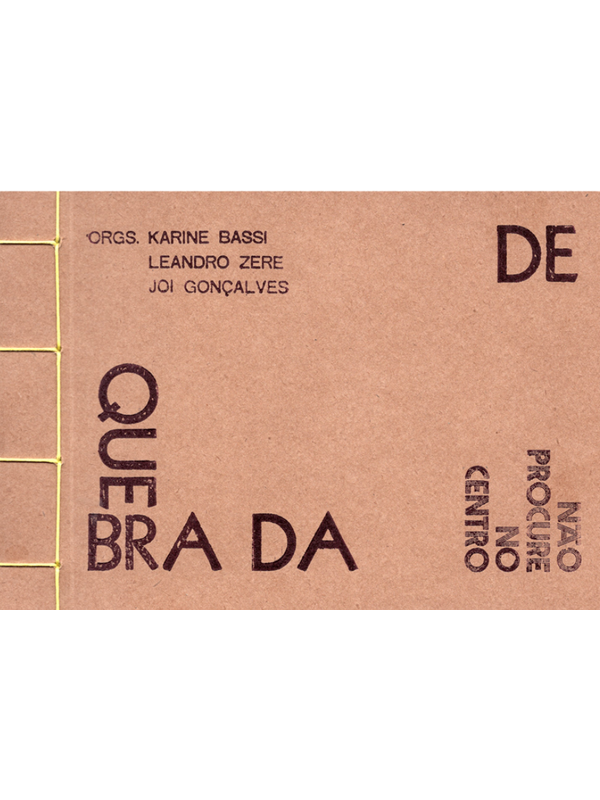 ORGS. KARINE BASSI
LEANDRO ZERE
JOI GONÇALVES
DE
QUE
BRA DA
NÃO
PROCURE
NO
CENTRO